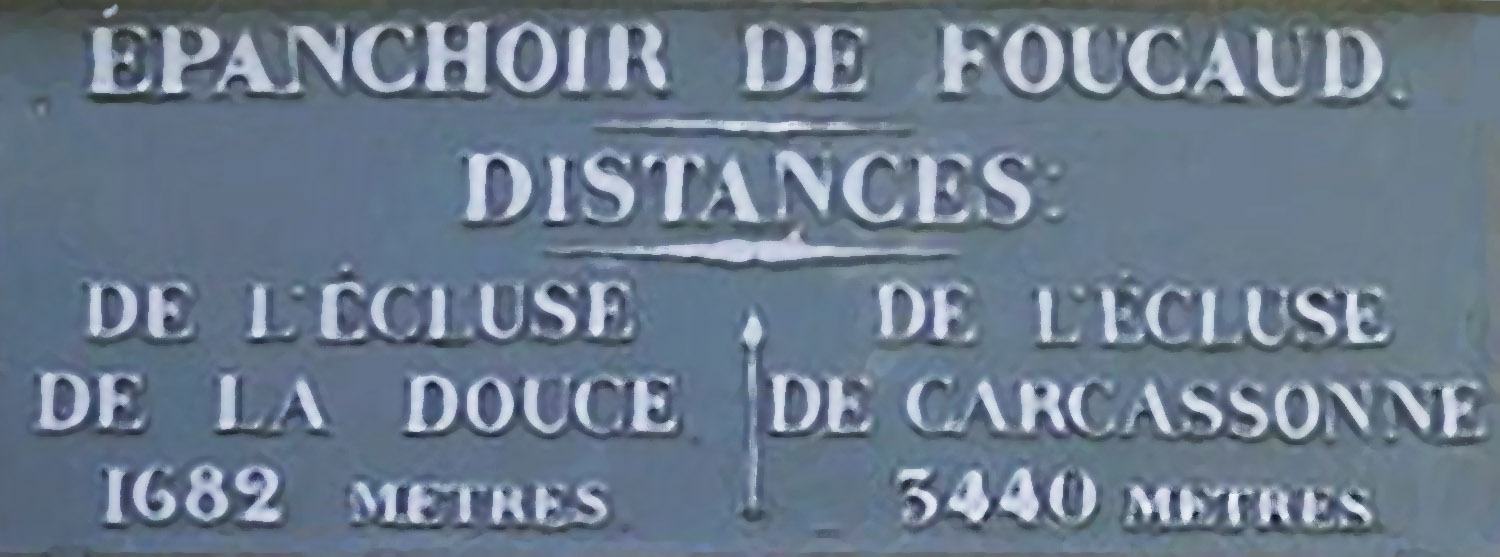 ÉPANCHOIR DE FOUCAUD.
DISTANCES:
DE L'ÉCLUSE
DE LA DOUCE
1682 METRES
DE L'ÉCLUSE
DE CARCASSONNE
3440 METRES